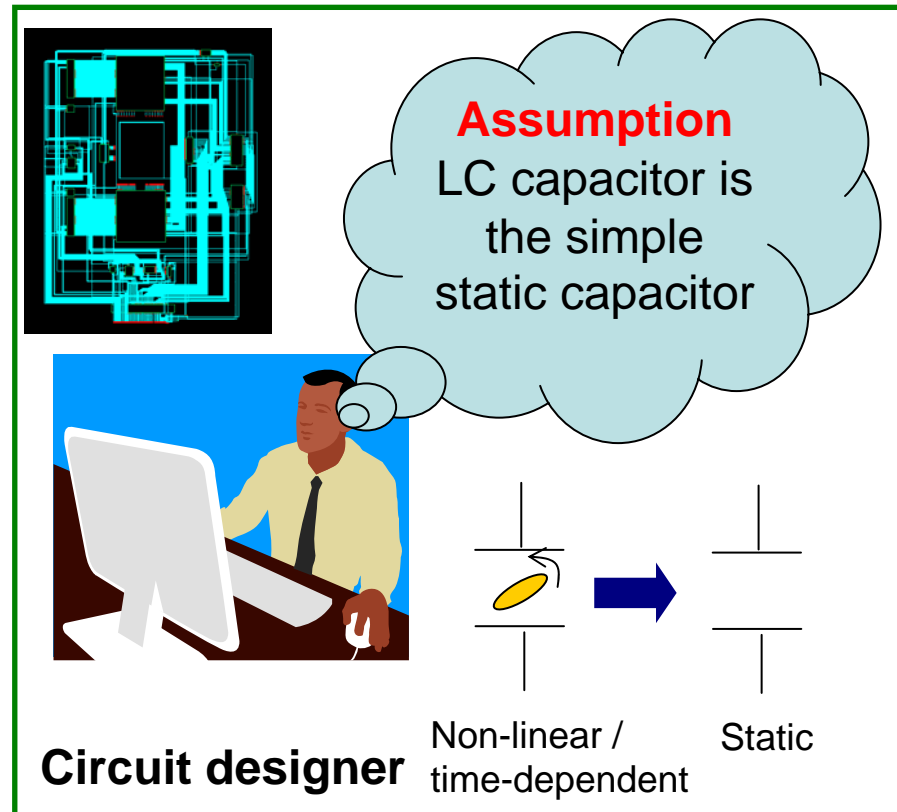 Assumption
LC capacitor is
the simple
static capacitor
Non-linear /
time-dependent
Static
Circuit designer